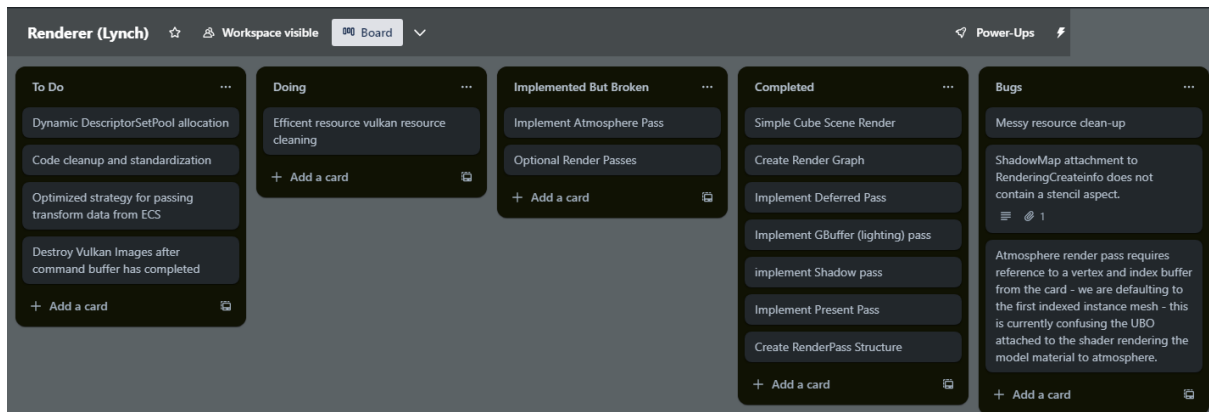 Renderer (Lynch)
Workspace visible
Board
Power-Ups
To Do
Dynamic DescriptorSetPool allocation
Code cleanup and standardization
Optimized strategy for passing
transform data from ECS
Destroy Vulkan Images after
command buffer has completed
+ Add a card
Doing
Efficent resource vulkan resource
cleaning
+ Add a card
Implemented But Broken
Implement Atmosphere Pass
Optional Render Passes
+ Add a card
Completed
Simple Cube Scene Render
Create Render Graph
Implement Deferred Pass
Implement GBuffer (lighting) pass
implement Shadow pass
Implement Present Pass
Create RenderPass Structure
+ Add a card
Bugs
Messy resource clean-up
ShadowMap attachment to
RenderingCreateinfo does not
contain a stencil aspect.
1
Atmosphere render pass requires
reference to a vertex and index buffer
from the card - we are defaulting to
the first indexed instance mesh - this
is currently confusing the UBO
attached to the shader rendering the
model material to atmosphere.
+ Add a card